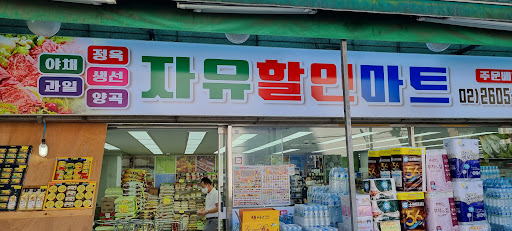 야채 정육
과일 생선
양곡
자유할인마트
주문배
02)2605